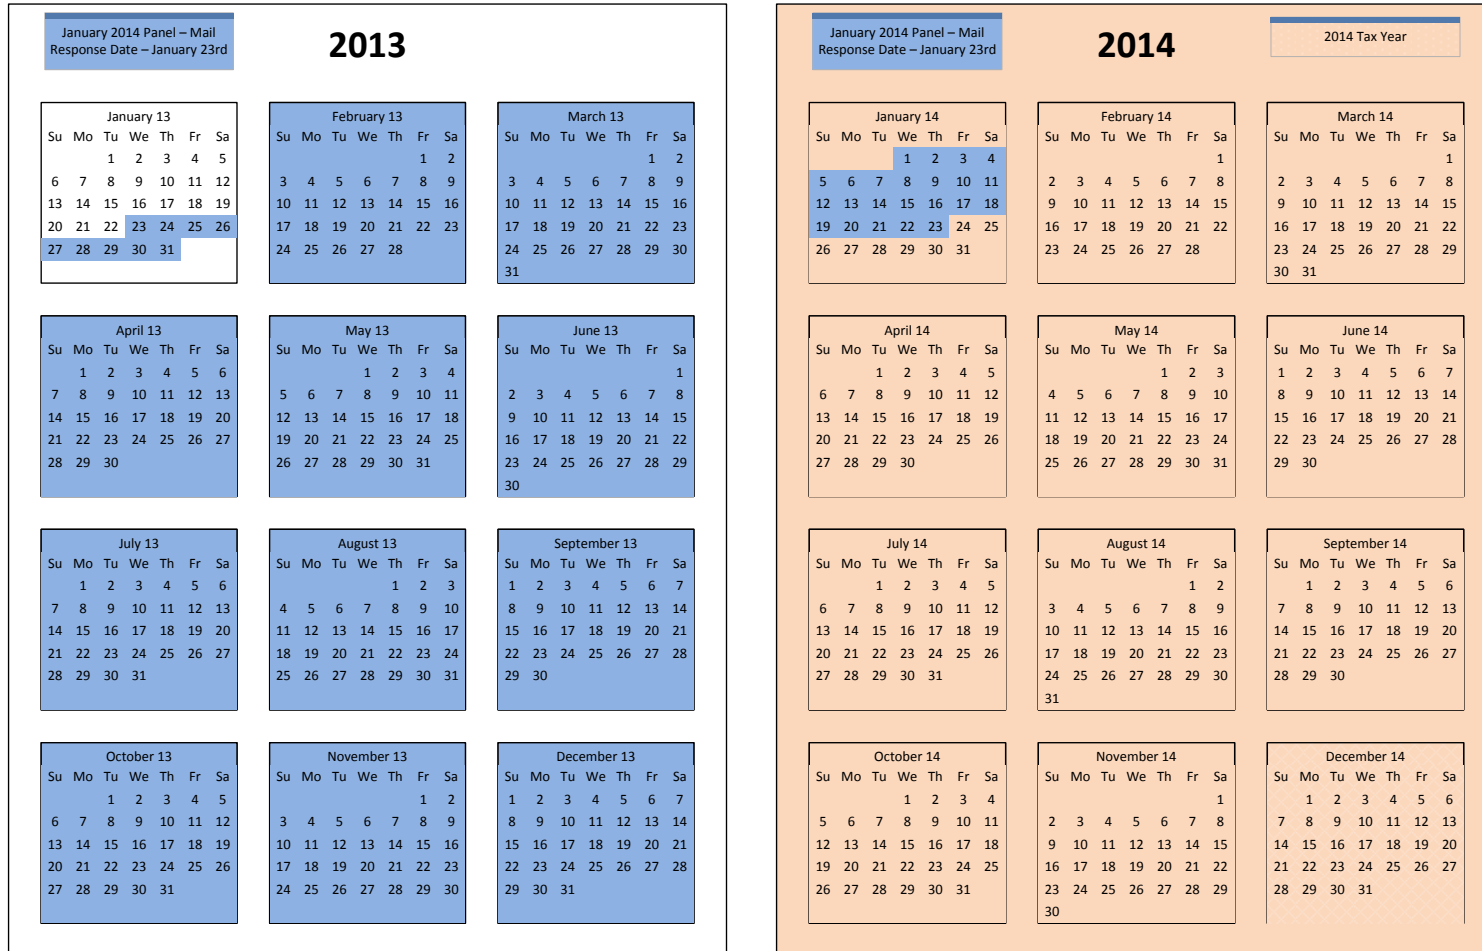 January 2014 Panel – Mail
Response Date – January 23rd
2013
January 13
Su Mo Tu We Th Fr Sa
1 2 3 4 5
6 7 8 9 10 11 12
13 14 15 16 17 18 19
20 21 22 23 24 25 26
27 28 29 30 31
February 13
Su Mo Tu We Th Fr Sa
1 2
3 4 5 6 7 8 9
10 11 12 13 14 15 16
17 18 19 20 21 22 23
24 25 26 27 28
March 13
Su Mo Tu We Th Fr Sa
1 2
3 4 5 6 7 8 9
10 11 12 13 14 15 16
17 18 19 20 21 22 23
24 25 26 27 28 29 30
31
April 13
Su Mo Tu We Th Fr Sa
1 2 3 4 5 6
7 8 9 10 11 12 13
14 15 16 17 18 19 20
21 22 23 24 25 26 27
28 29 30
May 13
Su Mo Tu We Th Fr Sa
1 2 3 4
5 6 7 8 9 10 11
12 13 14 15 16 17 18
19 20 21 22 23 24 25
26 27 28 29 30 31
June 13
Su Mo Tu We Th Fr Sa
1
2 3 4 5 6 7 8
9 10 11 12 13 14 15
16 17 18 19 20 21 22
23 24 25 26 27 28 29
30
July 13
Su Mo Tu We Th Fr Sa
1 2 3 4 5 6
7 8 9 10 11 12 13
14 15 16 17 18 19 20
21 22 23 24 25 26 27
28 29 30 31
August 13
Su Mo Tu We Th Fr Sa
1 2 3
4 5 6 7 8 9 10
11 12 13 14 15 16 17
18 19 20 21 22 23 24
25 26 27 28 29 30 31
September 13
Su Mo Tu We Th Fr Sa
1 2 3 4 5 6 7
8 9 10 11 12 13 14
15 16 17 18 19 20 21
22 23 24 25 26 27 28
29 30
October 13
Su Mo Tu We Th Fr Sa
1 2 3 4 5
6 7 8 9 10 11 12
13 14 15 16 17 18 19
20 21 22 23 24 25 26
27 28 29 30 31
November 13
Su Mo Tu We Th Fr Sa
1 2
3 4 5 6 7 8 9
10 11 12 13 14 15 16
17 18 19 20 21 22 23
24 25 26 27 28 29 30
December 13
Su Mo Tu We Th Fr Sa
1 2 3 4 5 6 7
8 9 10 11 12 13 14
15 16 17 18 19 20 21
22 23 24 25 26 27 28
29 30 31
January 2014 Panel – Mail
Response Date – January 23rd
2014
2014 Tax Year
January 14
Su Mo Tu We Th Fr Sa
1 2 3 4
5 6 7 8 9 10 11
12 13 14 15 16 17 18
19 20 21 22 23 24 25
26 27 28 29 30 31
February 14
Su Mo Tu We Th Fr Sa
1
2 3 4 5 6 7 8
9 10 11 12 13 14 15
16 17 18 19 20 21 22
23 24 25 26 27 28
March 14
Su Mo Tu We Th Fr Sa
1
2 3 4 5 6 7 8
9 10 11 12 13 14 15
16 17 18 19 20 21 22
23 24 25 26 27 28 29
30 31
April 14
Su Mo Tu We Th Fr Sa
1 2 3 4 5
6 7 8 9 10 11 12
13 14 15 16 17 18 19
20 21 22 23 24 25 26
27 28 29 30
May 14
Su Mo Tu We Th Fr Sa
1 2 3
4 5 6 7 8 9 10
11 12 13 14 15 16 17
18 19 20 21 22 23 24
25 26 27 28 29 30 31
June 14
Su Mo Tu We Th Fr Sa
1 2 3 4 5 6 7
8 9 10 11 12 13 14
15 16 17 18 19 20 21
22 23 24 25 26 27 28
29 30
July 14
Su Mo Tu We Th Fr Sa
1 2 3 4 5
6 7 8 9 10 11 12
13 14 15 16 17 18 19
20 21 22 23 24 25 26
27 28 29 30 31
August 14
Su Mo Tu We Th Fr Sa
1 2
3 4 5 6 7 8 9
10 11 12 13 14 15 16
17 18 19 20 21 22 23
24 25 26 27 28 29 30
31
September 14
Su Mo Tu We Th Fr Sa
1 2 3 4 5 6
7 8 9 10 11 12 13
14 15 16 17 18 19 20
21 22 23 24 25 26 27
28 29 30
October 14
Su Mo Tu We Th Fr Sa
1 2 3 4
5 6 7 8 9 10 11
12 13 14 15 16 17 18
19 20 21 22 23 24 25
26 27 28 29 30 31
November 14
Su Mo Tu We Th Fr Sa
1
2 3 4 5 6 7 8
9 10 11 12 13 14 15
16 17 18 19 20 21 22
23 24 25 26 27 28 29
30
December 14
Su Mo Tu We Th Fr Sa
1 2 3 4 5 6
7 8 9 10 11 12 13
14 15 16 17 18 19 20
21 22 23 24 25 26 27
28 29 30 31